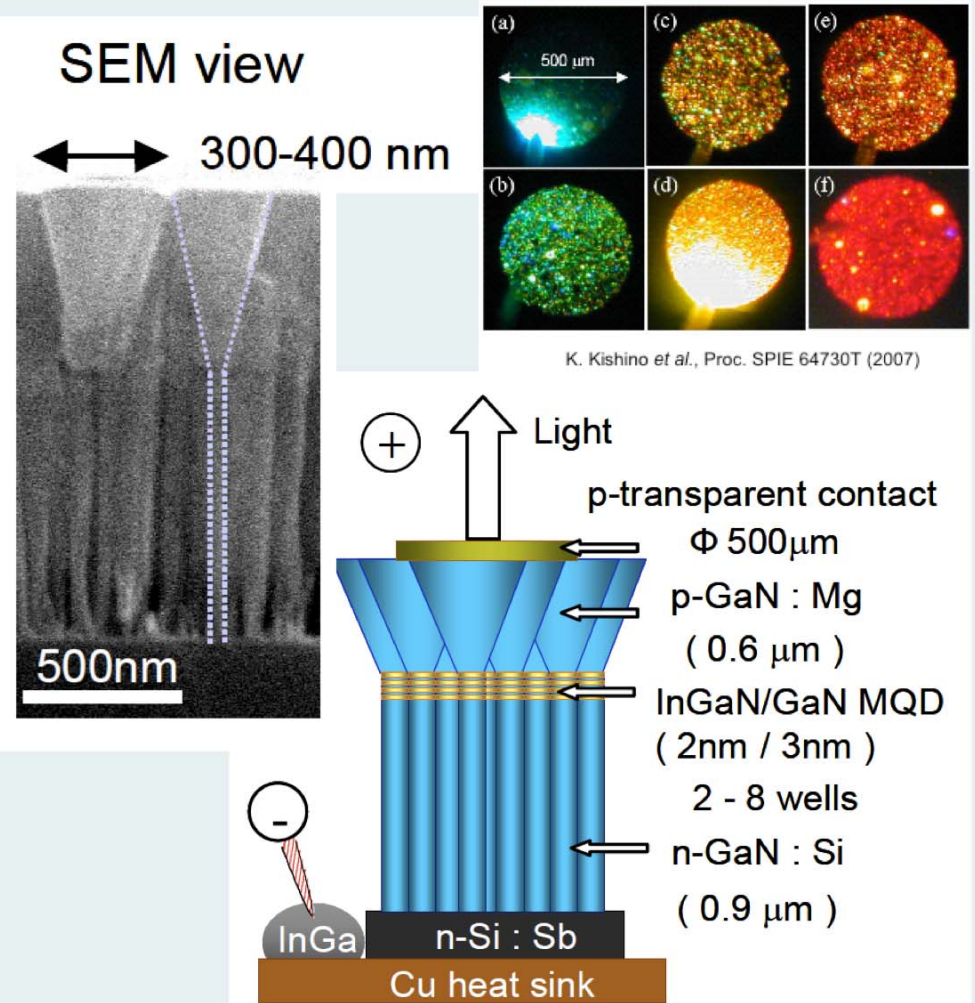 SEM view
300-400 nm
500nm
(a)
500 μm
(c)
(e)
(b)
(d)
(f)
K. Kishino et al., Proc. SPIE 64730T (2007)
+
Light
p-transparent contact
Φ 500μm
p-GaN : Mg
( 0.6 μm )
InGaN/GaN MQD
( 2nm / 3nm )
2 - 8 wells
n-GaN : Si
( 0.9 μm )
-
InGa
n-Si : Sb
Cu heat sink